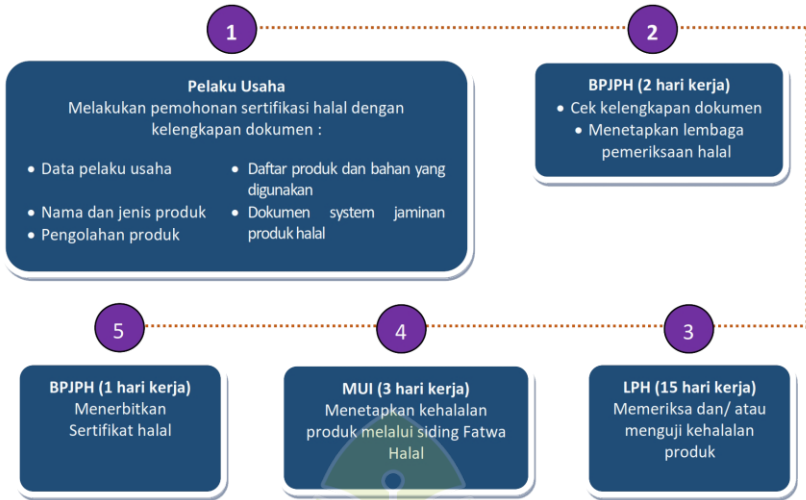 1
Pelaku Usaha
Melakukan pemohonan sertifikasi halal dengan
kelengkapan dokumen :
• Data pelaku usaha
• Nama dan jenis produk
• Pengolahan produk
• Daftar produk dan bahan yang
digunakan
• Dokumen system jaminan
produk halal
2
BPJPH (2 hari kerja)
• Cek kelengkapan dokumen
• Menetapkan lembaga
pemeriksaan halal
3
LPH (15 hari kerja)
Memeriksa dan/ atau
menguji kehalalan
produk
4
MUI (3 hari kerja)
Menetapkan kehalalan
produk melalui siding Fatwa
Halal
5
BPJPH (1 hari kerja)
Menerbitkan
Sertifikat halal